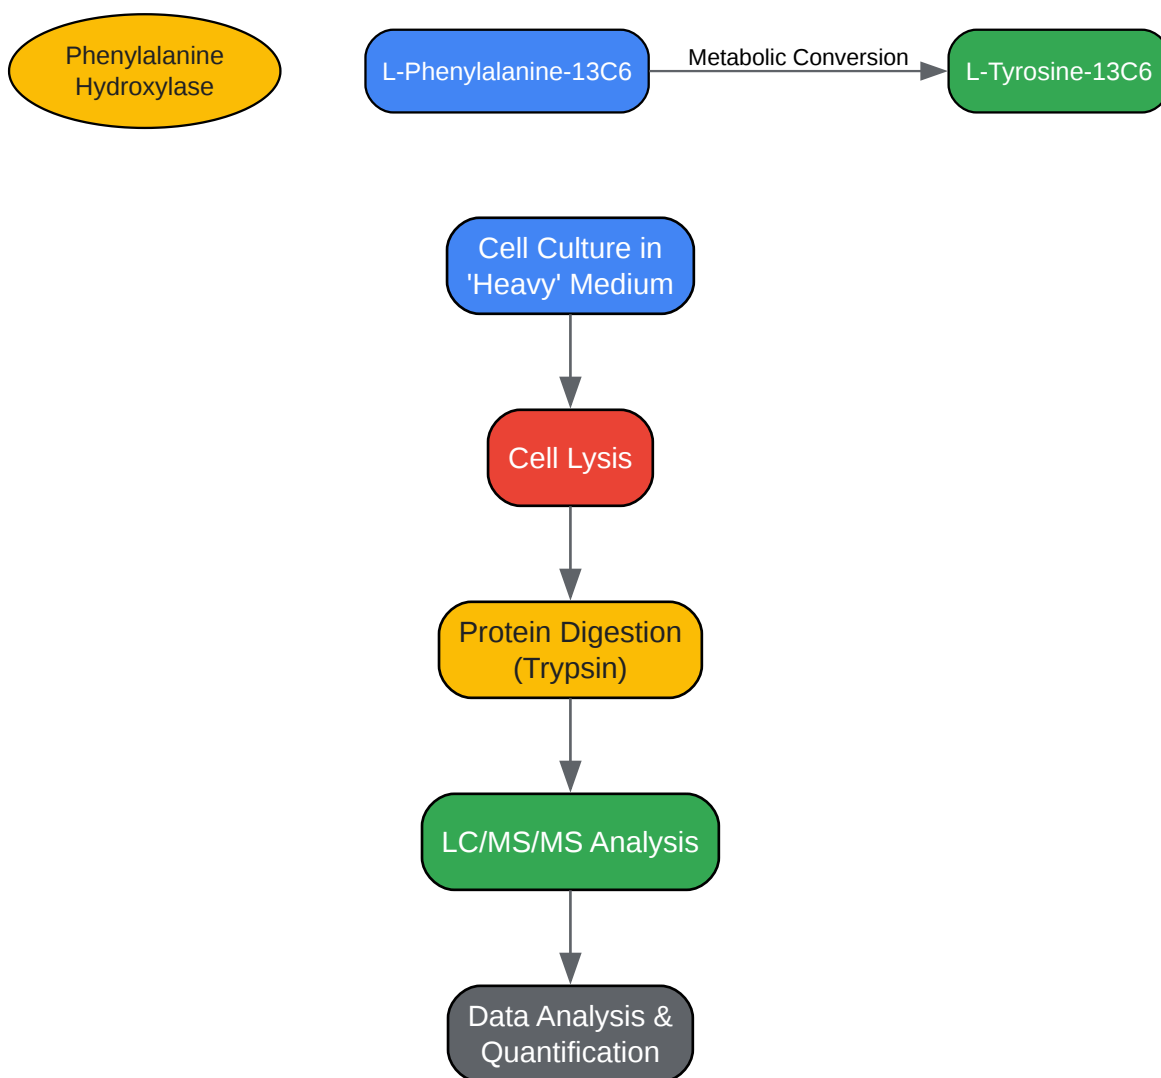 Phenylalanine
Hydroxylase
L-Phenylalanine-13C6
Metabolic Conversion
L-Tyrosine-13C6
Cell Culture in
'Heavy' Medium
Cell Lysis
Protein Digestion
(Trypsin)
LC/MS/MS Analysis
Data Analysis &
Quantification